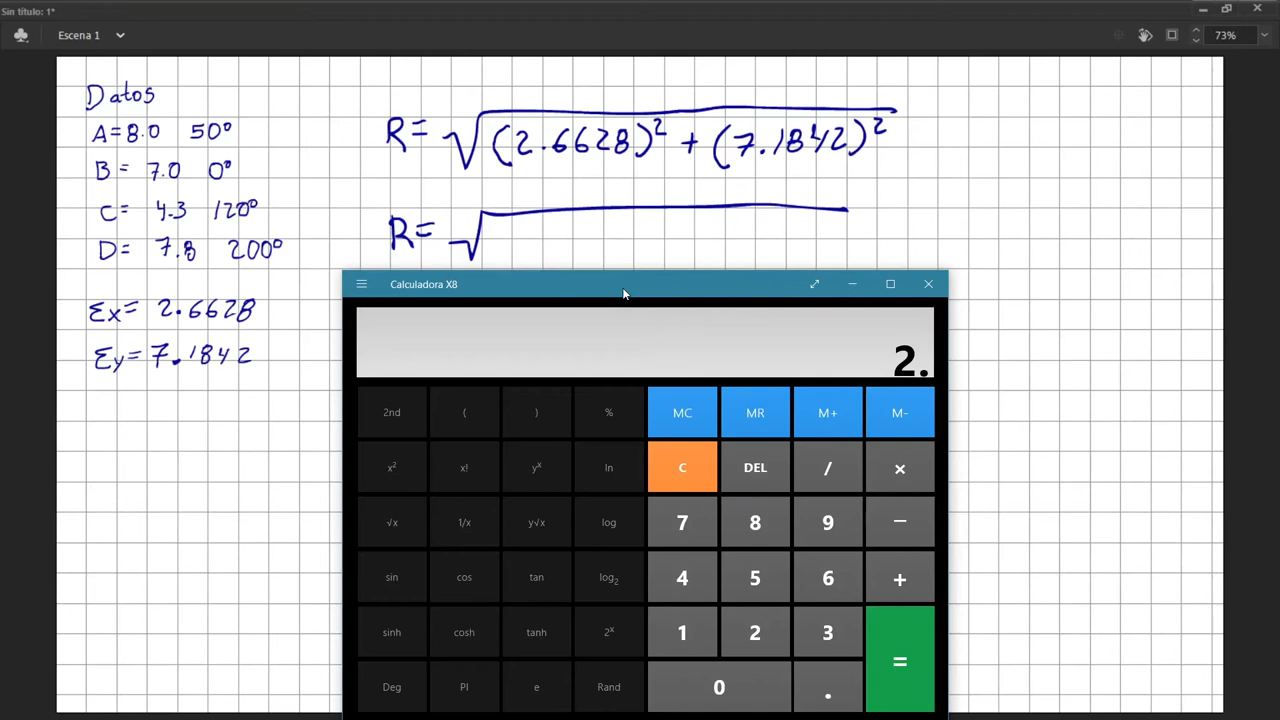 Sin título: 1*
Escena 1
73%
Datos
A=8.0 50°
B= 7.0 0°
C= 4.3 120°
D= 7.8 200°
Σx= 2.6628
Σy= 7.1842
R= √(2.6628)² + (7.1842)²
R= √
Calculadora X8
2.
2nd ( ) % MC MR M+ M-
x² x! yˣ ln C DEL / ×
√x 1/x y√x log 7 8 9 −
sin cos tan log₂ 4 5 6 +
sinh cosh tanh 2ˣ 1 2 3 =
Deg PI e Rand 0 .